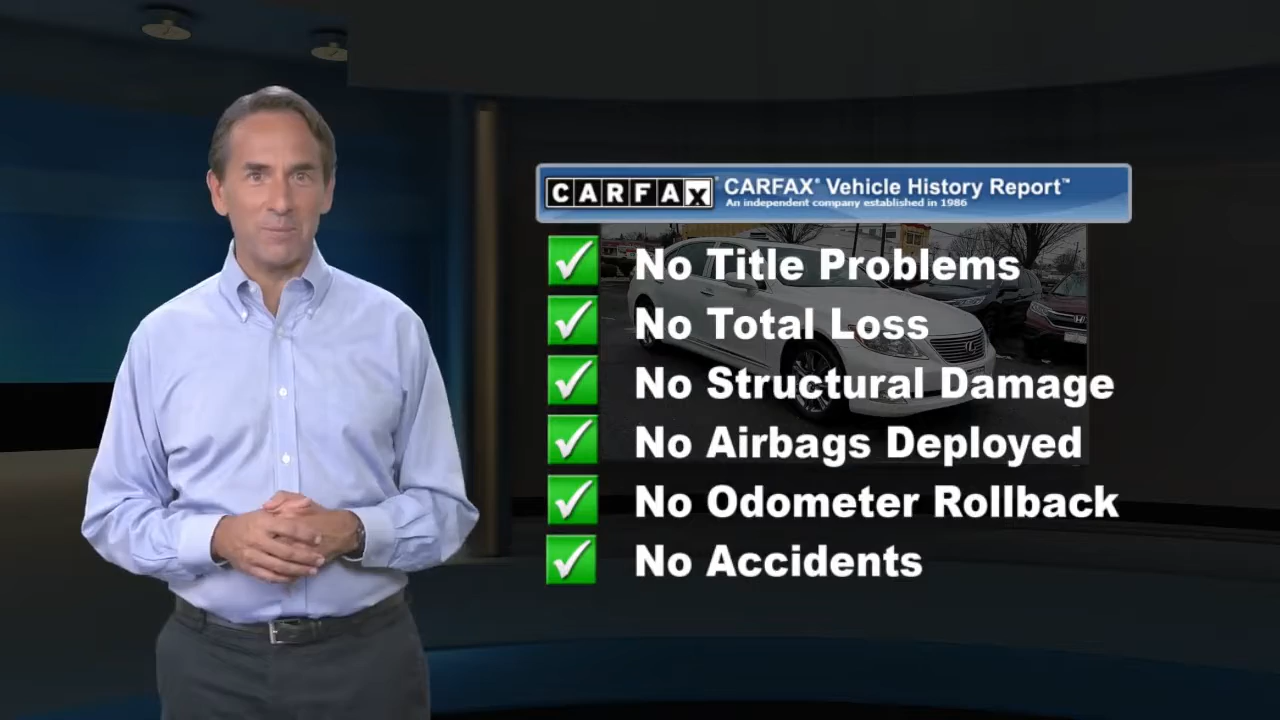 CARFAX® CARFAX® Vehicle History Report™
An independent company established in 1986
No Title Problems
No Total Loss
No Structural Damage
No Airbags Deployed
No Odometer Rollback
No Accidents